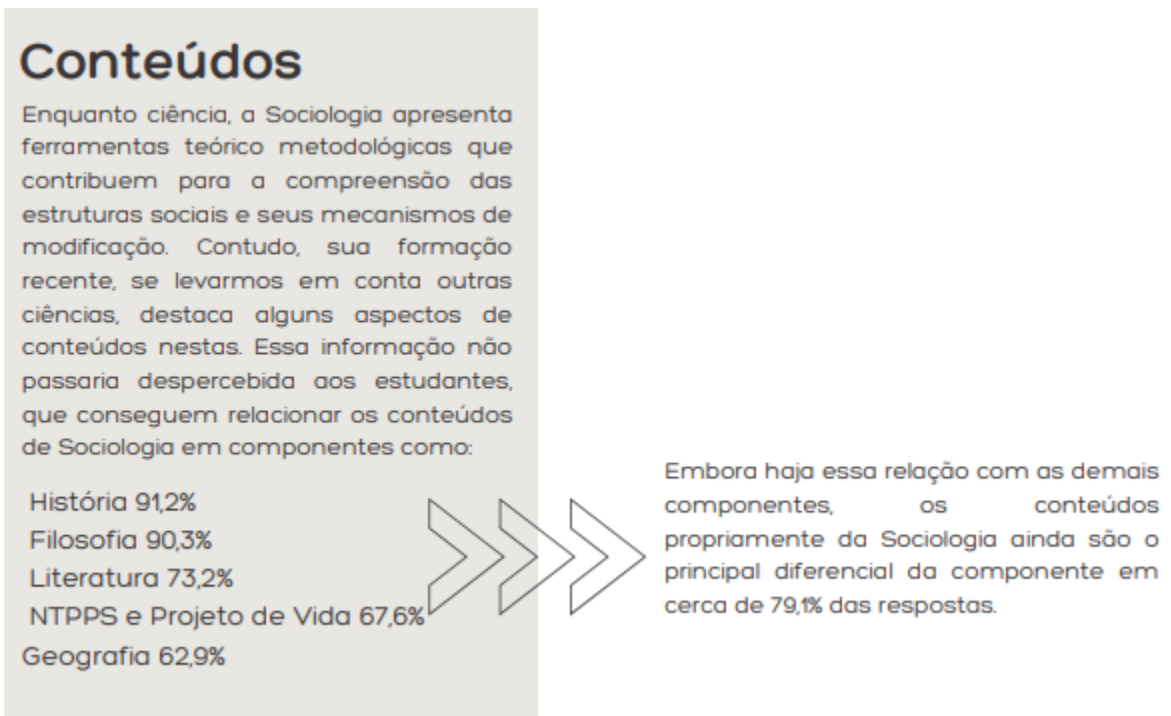 Conteúdos
Enquanto ciência, a Sociologia apresenta
ferramentas teórico metodológicas que
contribuem para a compreensão das
estruturas sociais e seus mecanismos de
modificação. Contudo, sua formação
recente, se levarmos em conta outras
ciências, destaca alguns aspectos de
conteúdos nestas. Essa informação não
passaria despercebida aos estudantes,
que conseguem relacionar os conteúdos
de Sociologia em componentes como:
História 91,2%
Filosofia 90,3%
Literatura 73,2%
NTPPS e Projeto de Vida 67,6%
Geografia 62,9%
Embora haja essa relação com as demais
componentes, os conteúdos
propriamente da Sociologia ainda são o
principal diferencial da componente em
cerca de 79,1% das respostas.